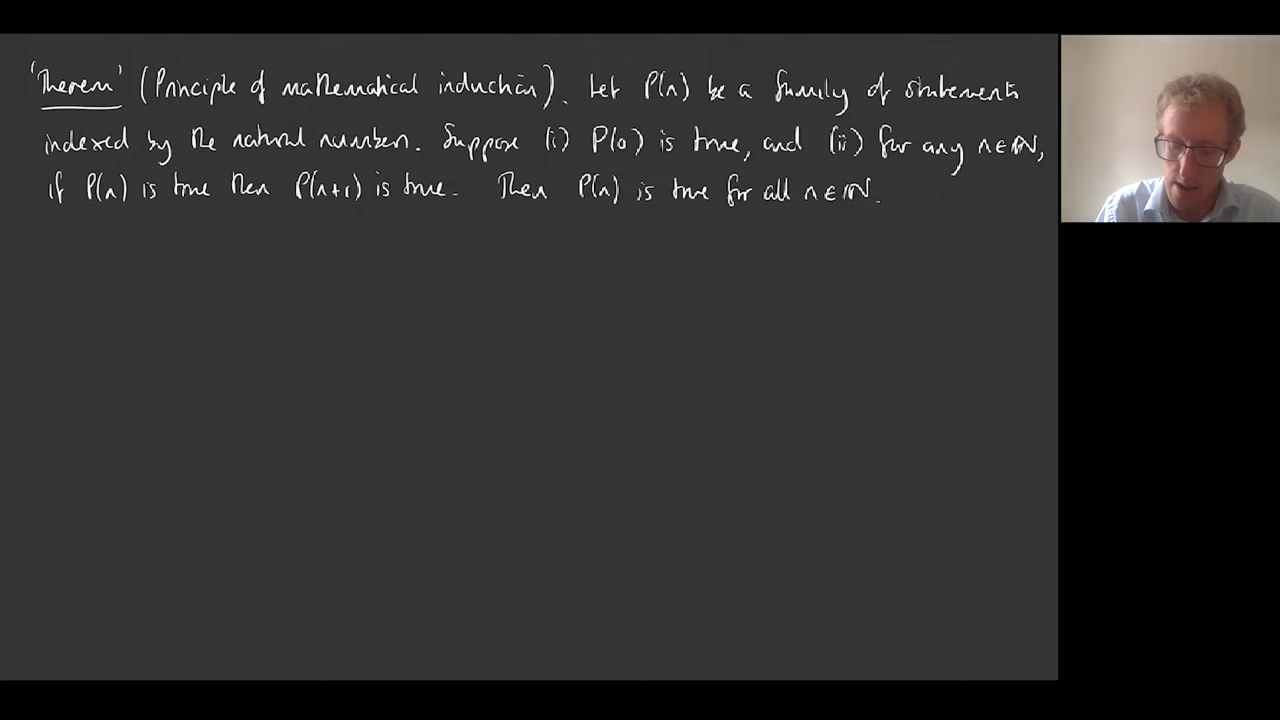 'Theorem' (Principle of mathematical induction). Let P(n) be a family of statements
indexed by the natural numbers. Suppose (i) P(0) is true, and (ii) for any n∈ℕ,
if P(n) is true then P(n+1) is true. Then P(n) is true for all n∈ℕ.